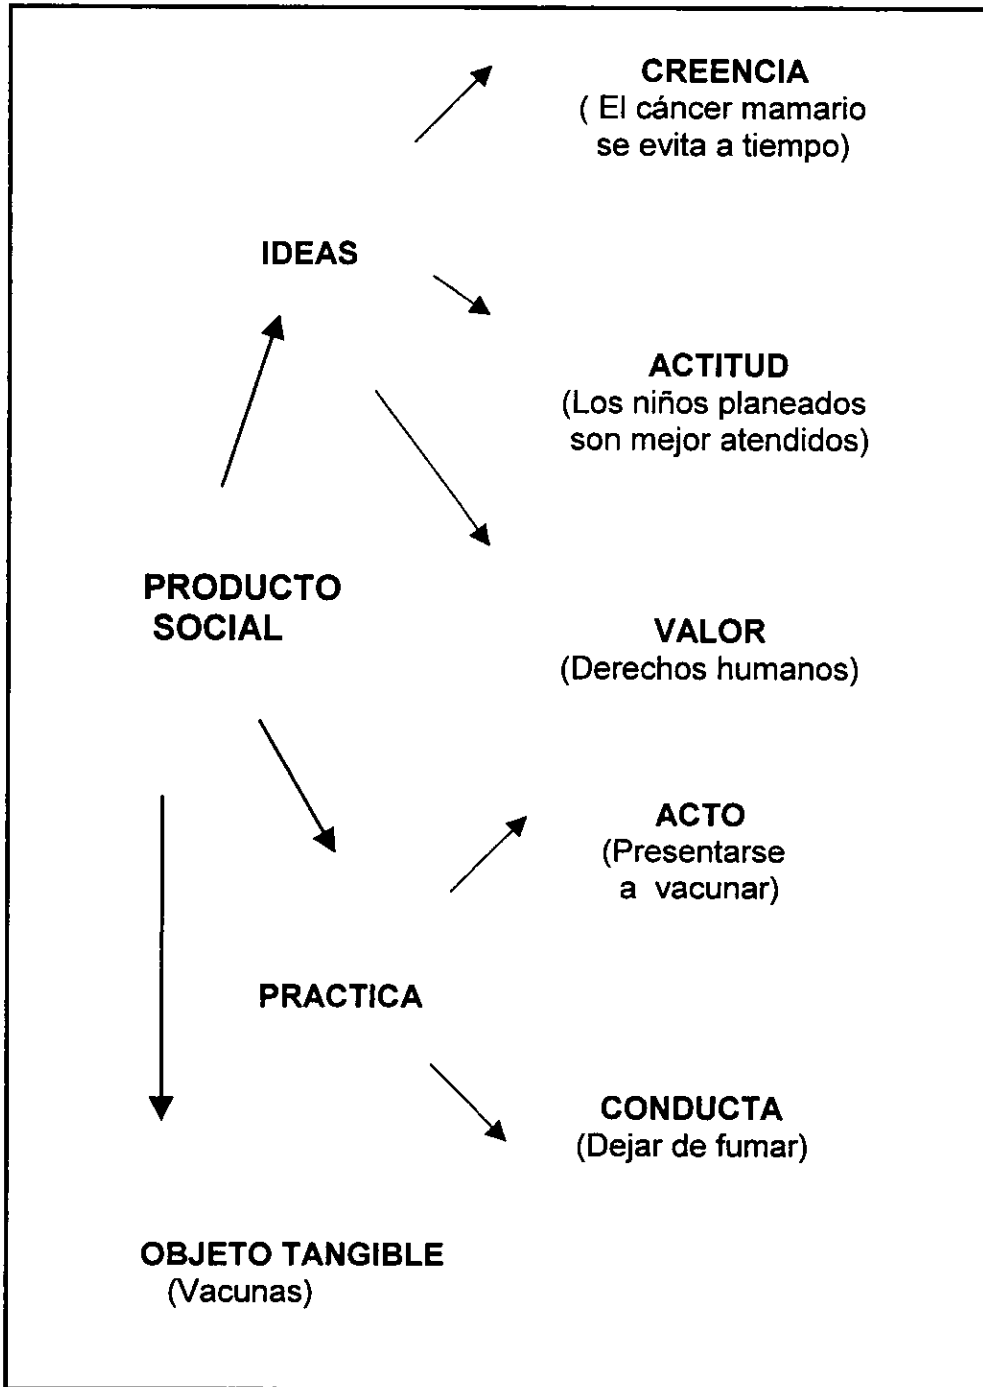 CREENCIA
( El cáncer mamario
se evita a tiempo)
IDEAS
ACTITUD
(Los niños planeados
son mejor atendidos)
PRODUCTO
SOCIAL
VALOR
(Derechos humanos)
ACTO
(Presentarse
a vacunar)
PRACTICA
CONDUCTA
(Dejar de fumar)
OBJETO TANGIBLE
(Vacunas)